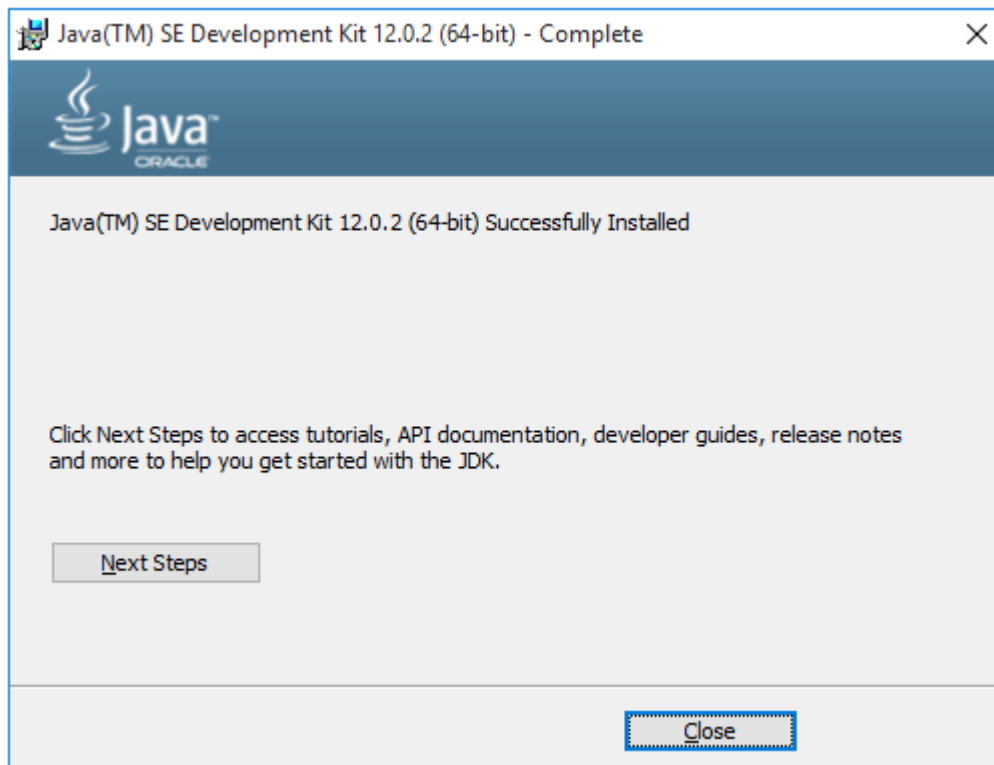 Java(TM) SE Development Kit 12.0.2 (64-bit) - Complete
Java™
ORACLE
Java(TM) SE Development Kit 12.0.2 (64-bit) Successfully Installed
Click Next Steps to access tutorials, API documentation, developer guides, release notes
and more to help you get started with the JDK.
Next Steps
Close